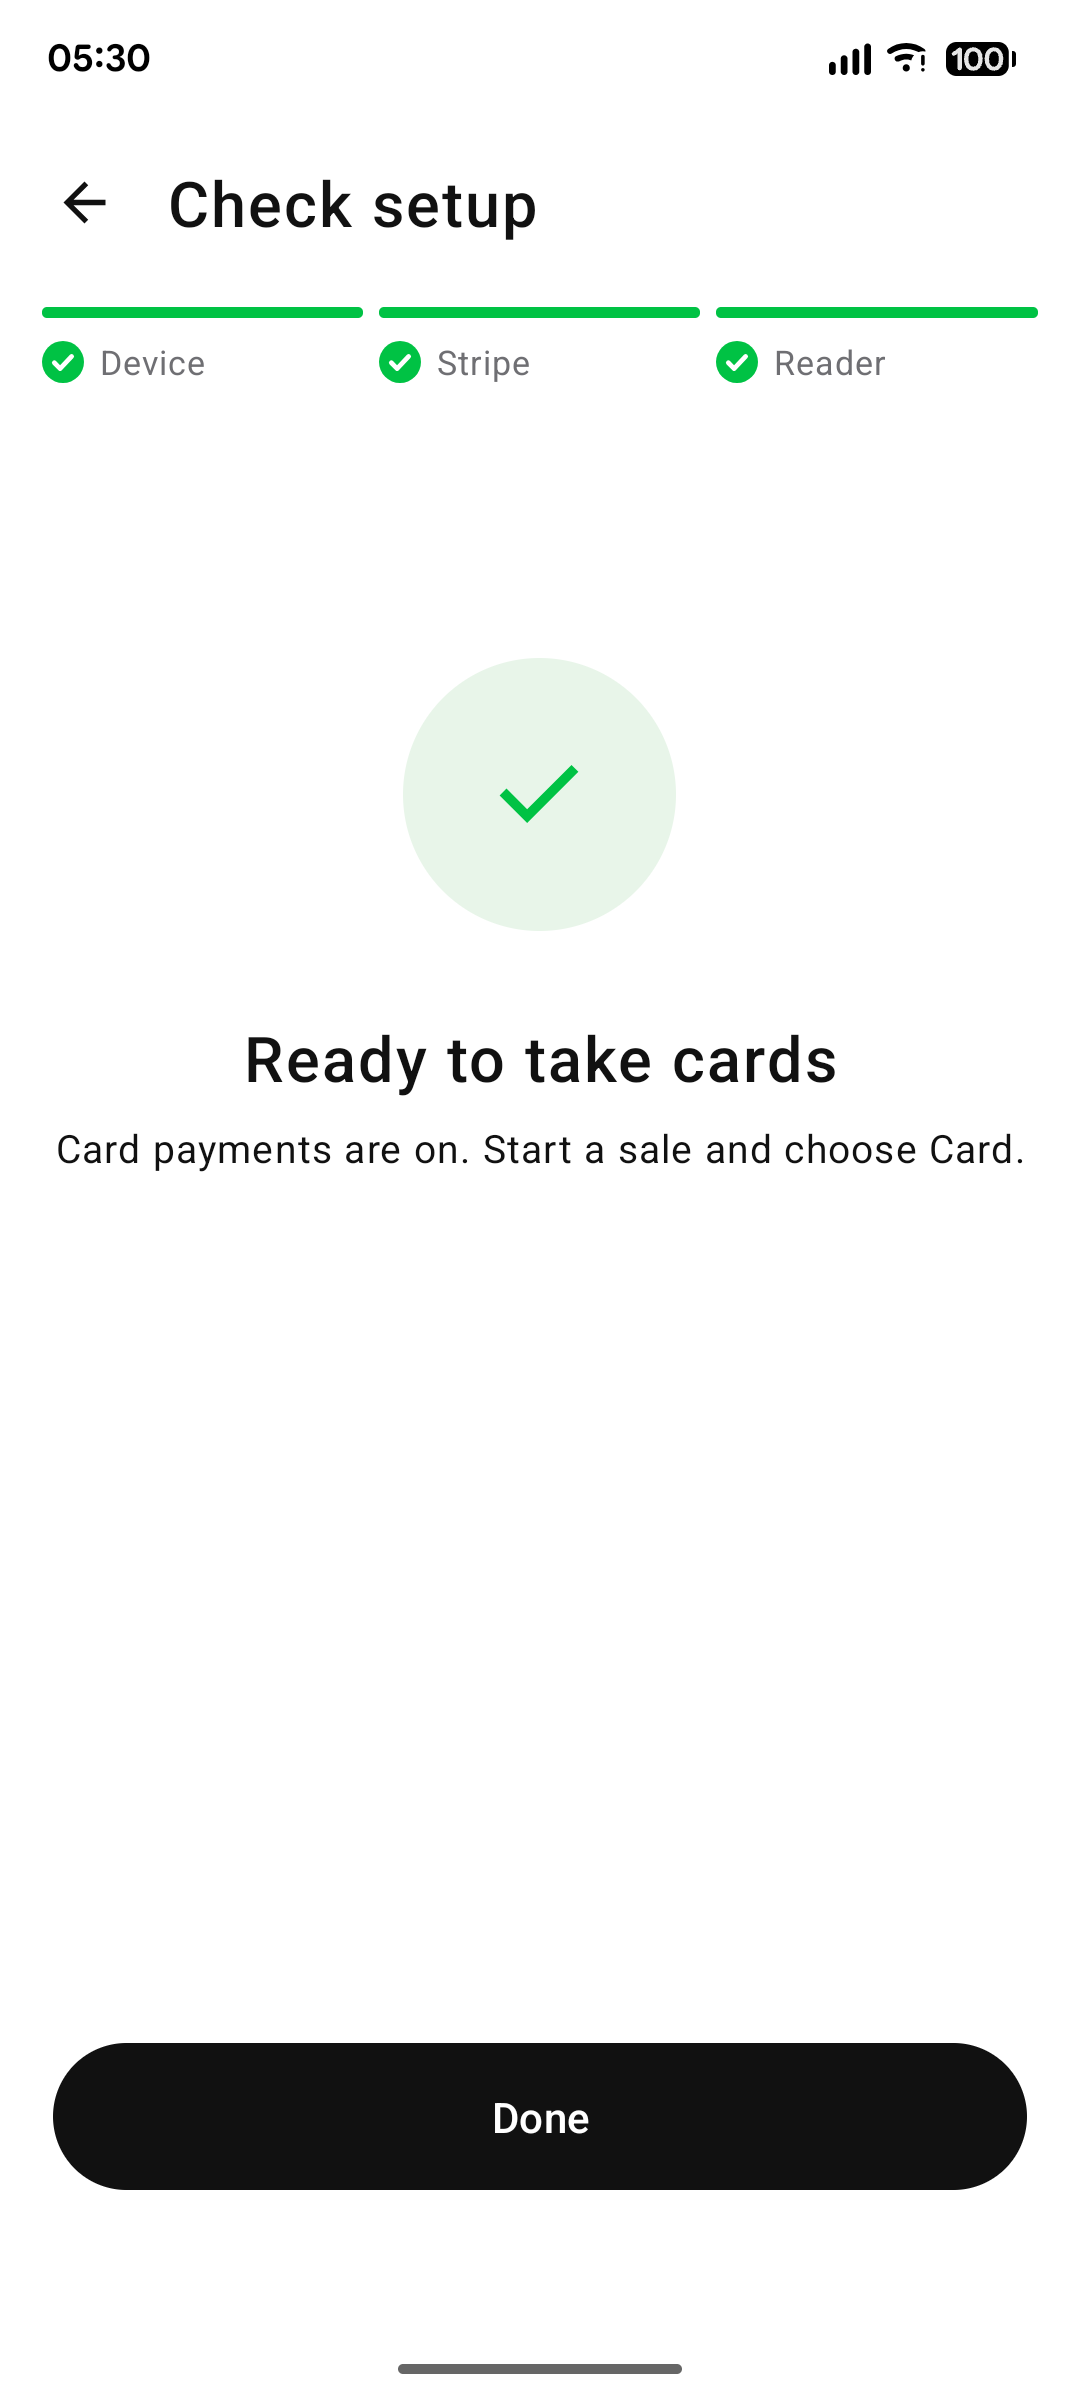 05:30
100
Check setup
Device
Stripe
Reader
Ready to take cards
Card payments are on. Start a sale and choose Card.
Done